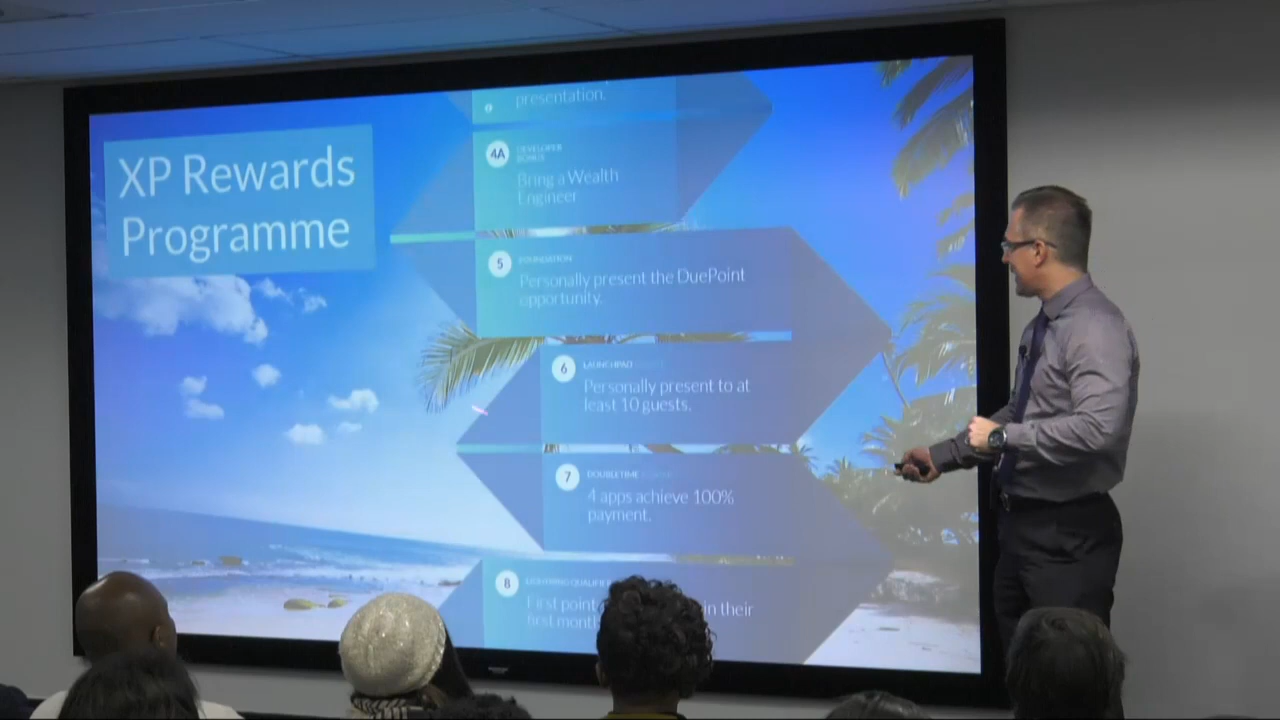 XP Rewards
Programme
presentation.
4A
DEVELOPER
BONUS
Bring a Wealth
Engineer
5
FOUNDATION
Personally present the DuePoint
opportunity.
6
LAUNCHPAD
Personally present to at
least 10 guests.
7
DOUBLETIME
4 apps achieve 100%
payment.
8
First point in their
first month